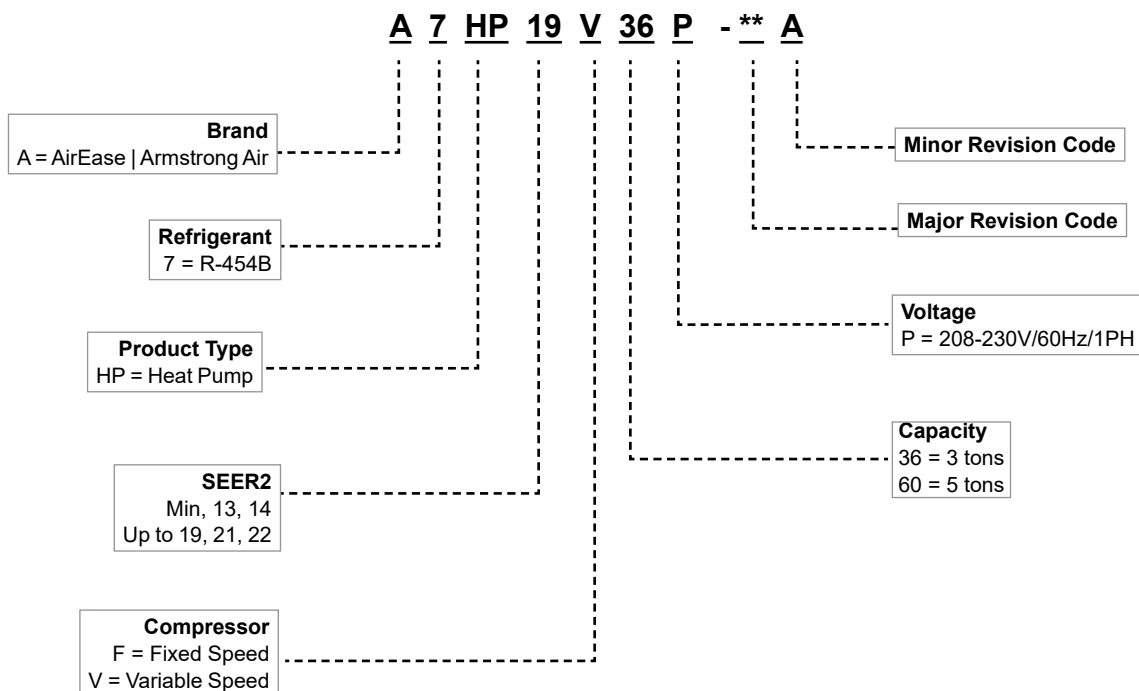 A 7 HP 19 V 36 P - ** A
Brand
A = AirEase | Armstrong Air
Minor Revision Code
Major Revision Code
Refrigerant
7 = R-454B
Voltage
P = 208-230V/60Hz/1PH
Product Type
HP = Heat Pump
Capacity
36 = 3 tons
60 = 5 tons
SEER2
Min, 13, 14
Up to 19, 21, 22
Compressor
F = Fixed Speed
V = Variable Speed